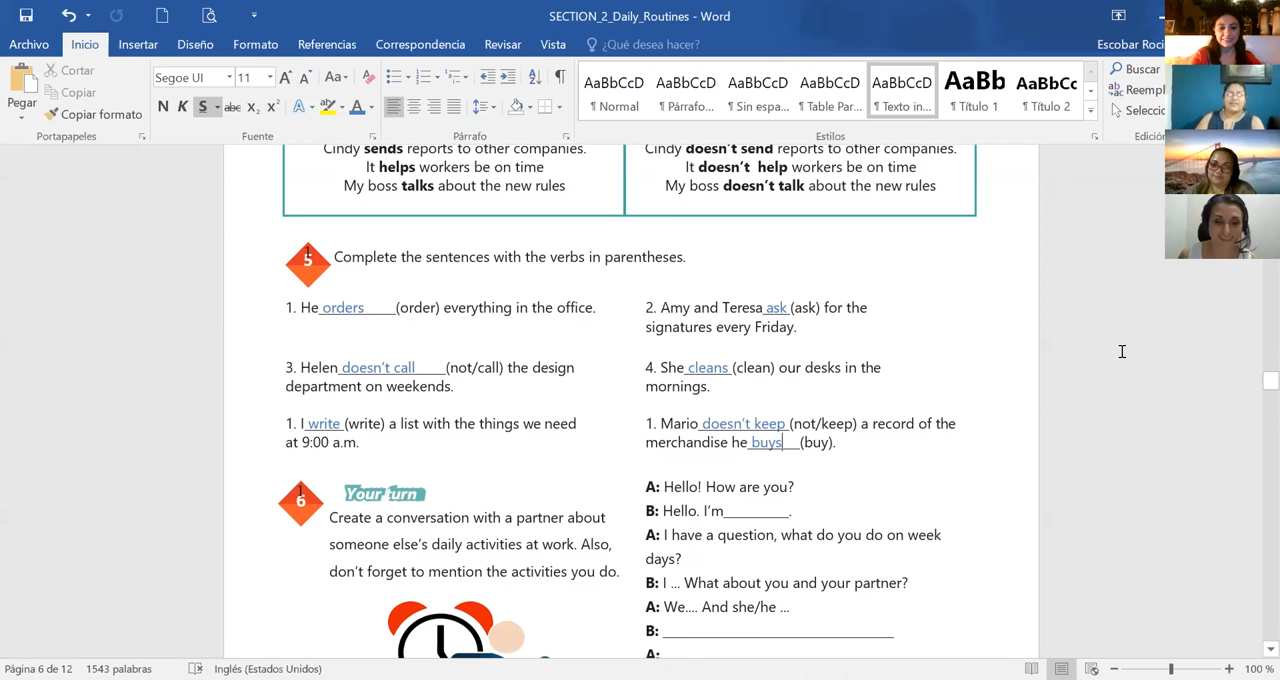 SECTION_2_Daily_Routines - Word
Archivo Inicio Insertar Diseño Formato Referencias Correspondencia Revisar Vista ¿Qué desea hacer? Escobar Roci
Pegar
Cortar
Copiar
Copiar formato
Segoe UI 11 Aa
N K S abc x₂ x² A A
AaBbCcD AaBbCcD AaBbCcD AaBbCcD AaBbCcD AaBb AaBbCc
¶ Normal ¶ Párrafo... ¶ Sin espa... ¶ Table Par... ¶ Texto in... ¶ Título 1 ¶ Título 2
Buscar
Reempl
Selecci
Portapapeles Fuente Párrafo Estilos Edición
Cindy sends reports to other companies.
It helps workers be on time
My boss talks about the new rules
Cindy doesn't send reports to other companies.
It doesn't help workers be on time
My boss doesn't talk about the new rules
5 Complete the sentences with the verbs in parentheses.
1. He orders____(order) everything in the office.
2. Amy and Teresa ask (ask) for the
signatures every Friday.
3. Helen doesn't call____(not/call) the design
department on weekends.
4. She cleans (clean) our desks in the
mornings.
1. I write (write) a list with the things we need
at 9:00 a.m.
1. Mario doesn't keep (not/keep) a record of the
merchandise he buys__(buy).
6 Your turn
Create a conversation with a partner about
someone else's daily activities at work. Also,
don't forget to mention the activities you do.
A: Hello! How are you?
B: Hello. I'm_________.
A: I have a question, what do you do on week
days?
B: I ... What about you and your partner?
A: We.... And she/he ...
B: ________________________________
A:
Página 6 de 12 1543 palabras Inglés (Estados Unidos) 100 %